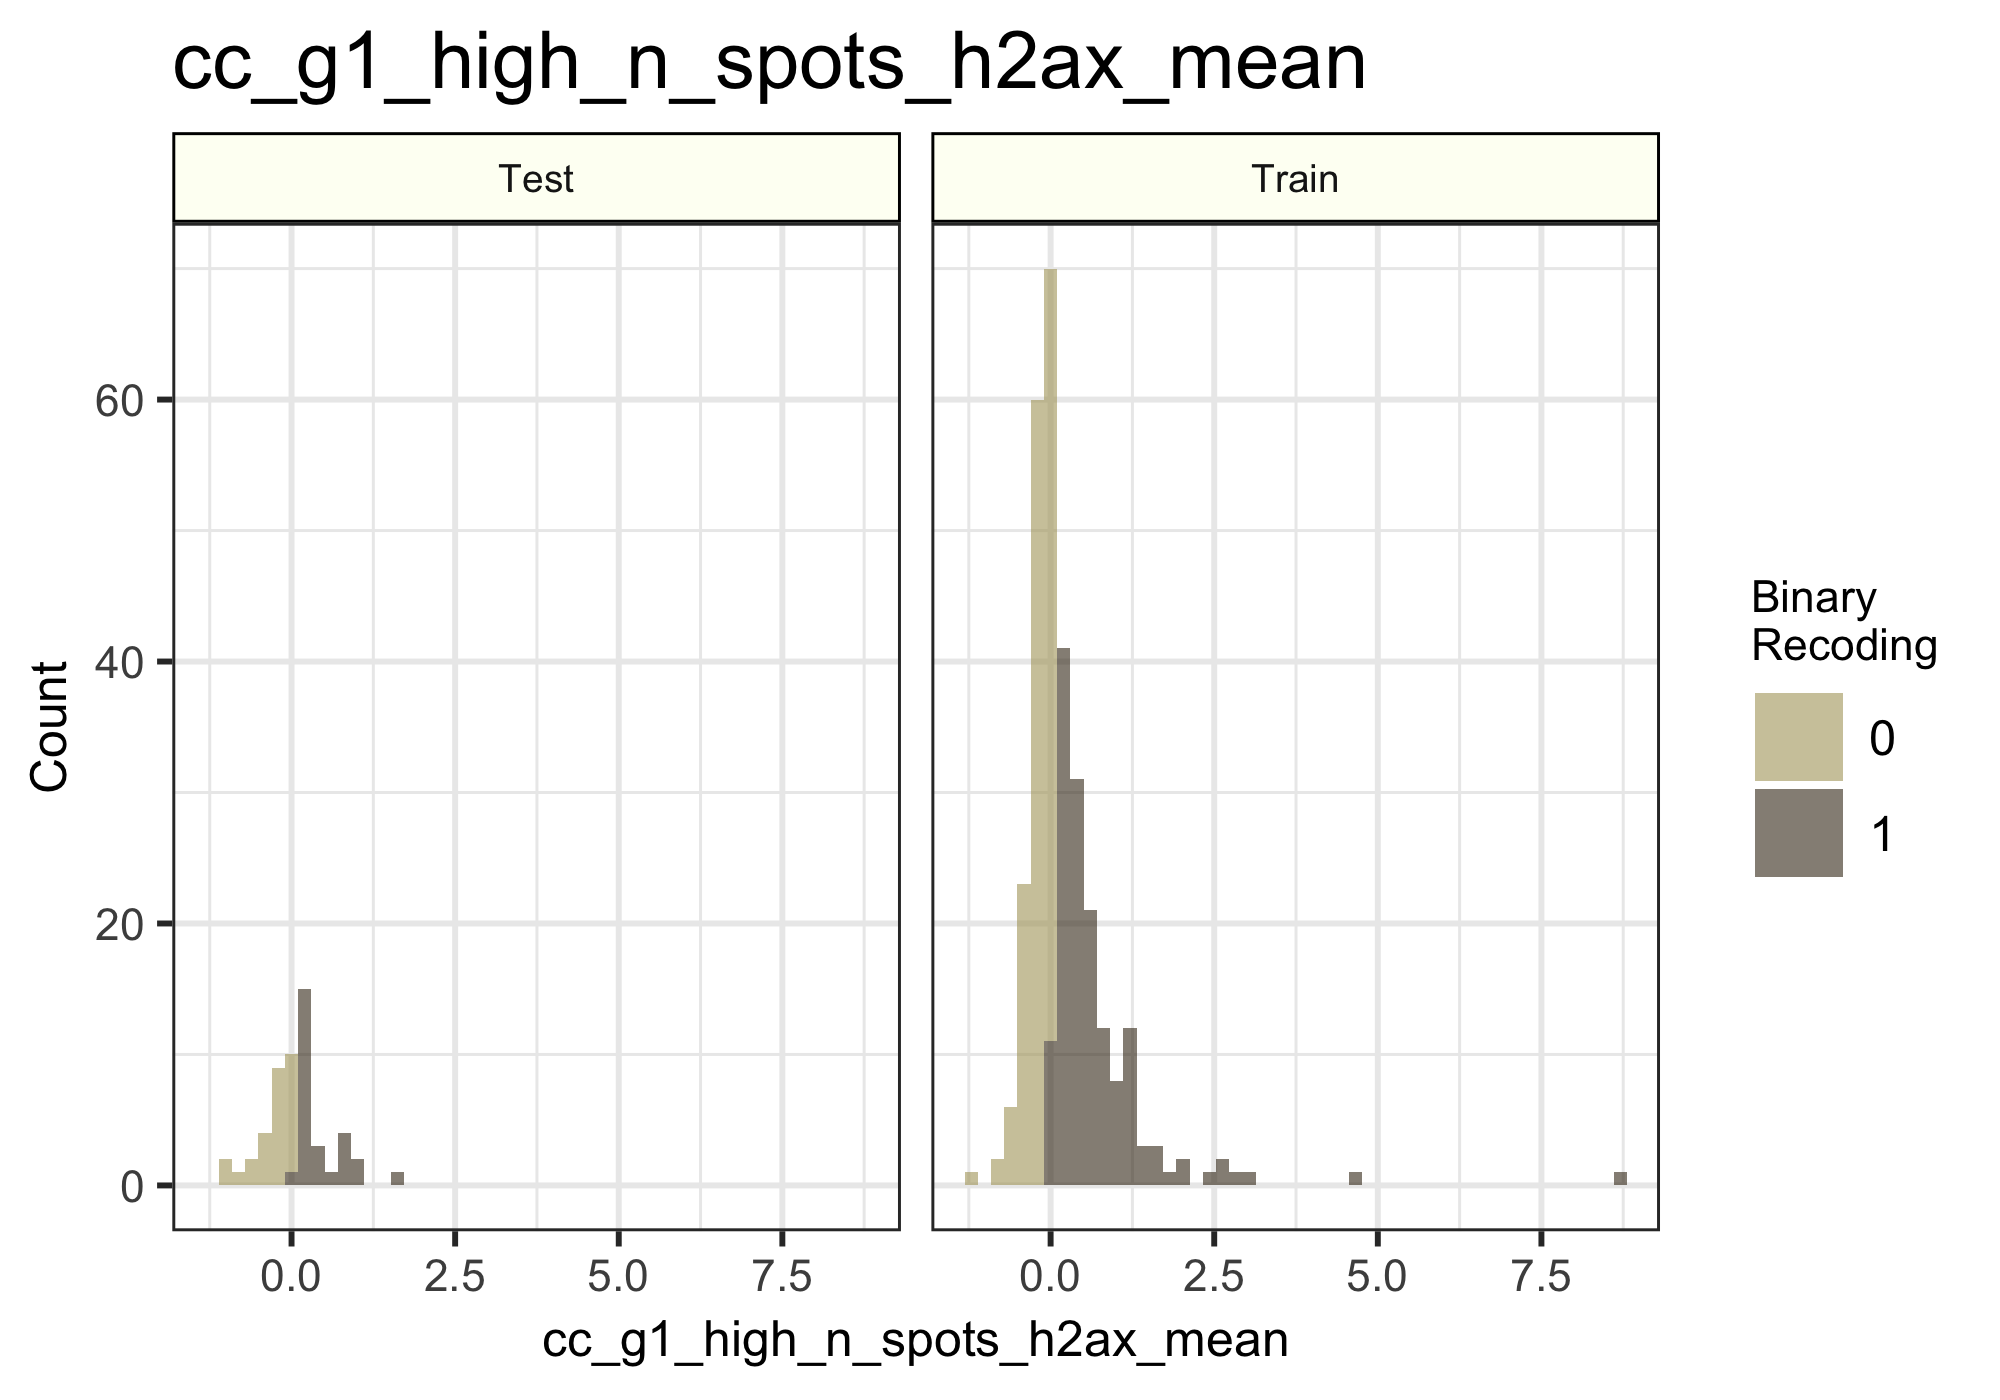 cc_g1_high_n_spots_h2ax_mean
Test
Train
60
40
20
0
Count
0.0 2.5 5.0 7.5
0.0 2.5 5.0 7.5
cc_g1_high_n_spots_h2ax_mean
Binary
Recoding
0
1